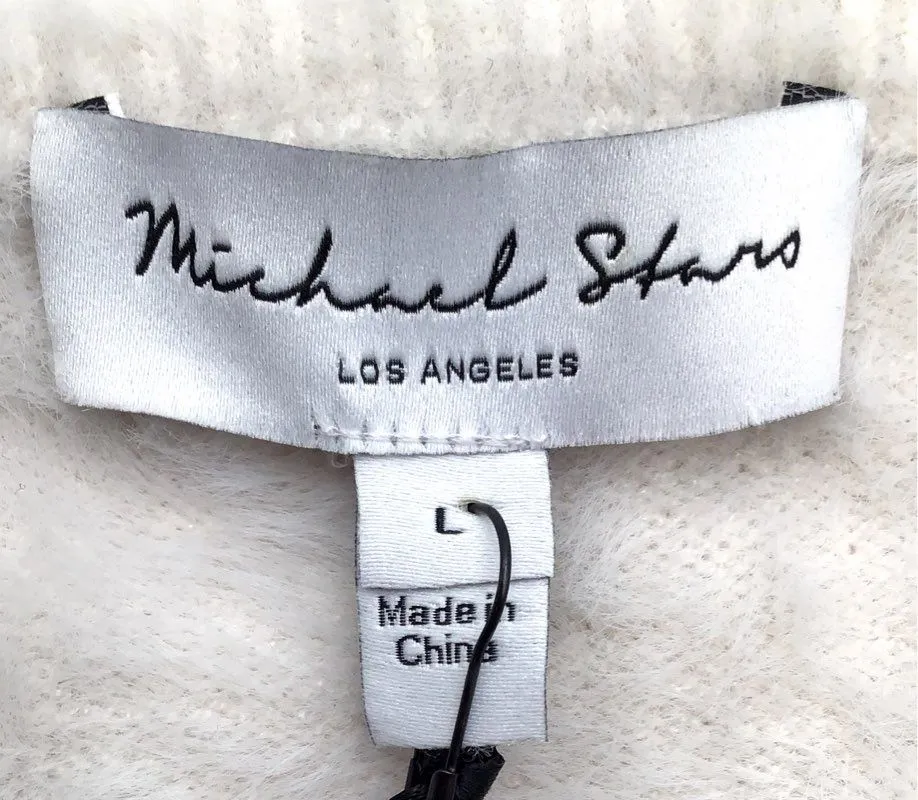 Michael Stars
LOS ANGELES
L
Made in
China